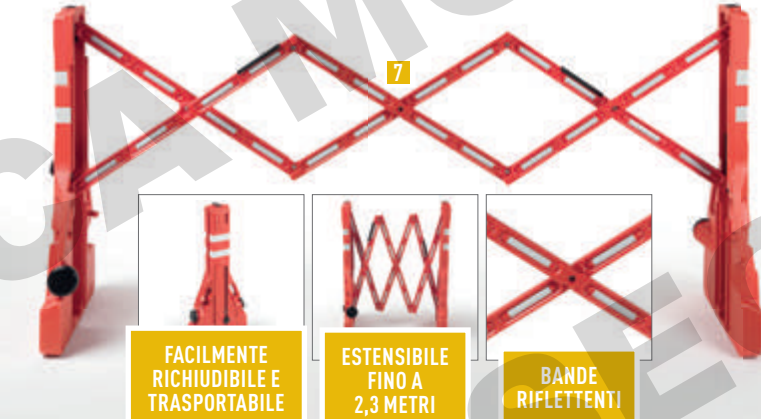 7
FACILMENTE
RICHIUDIBILE E
TRASPORTABILE
ESTENSIBILE
FINO A
2,3 METRI
BANDE
RIFLETTENTI